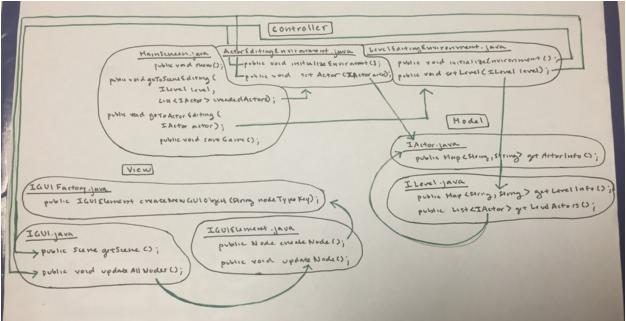 Controller
MainScreen.java
public void menu();
public void goToSceneEditing(
ILevel level,
List<IActor> createdActors);
public void goToActorEditing(
IActor actor);
public void saveGame();
ActorEditingEnvironment.java
public void initializeEnvironment();
public void setActor(IActor actor);
LevelEditingEnvironment.java
public void initializeEnvironment();
public void setLevel(ILevel level);
Model
IActor.java
public Map<String, String> getActorInfo();
ILevel.java
public Map<String, String> getLevelInfo();
public List<IActor> getLevelActors();
View
IGUIFactory.java
public IGUIElement createNewGUIObject(String nodeTypeKey);
IGUI.java
public Scene getScene();
public void updateAllNodes();
IGUIElement.java
public Node createNode();
public void updateNode();